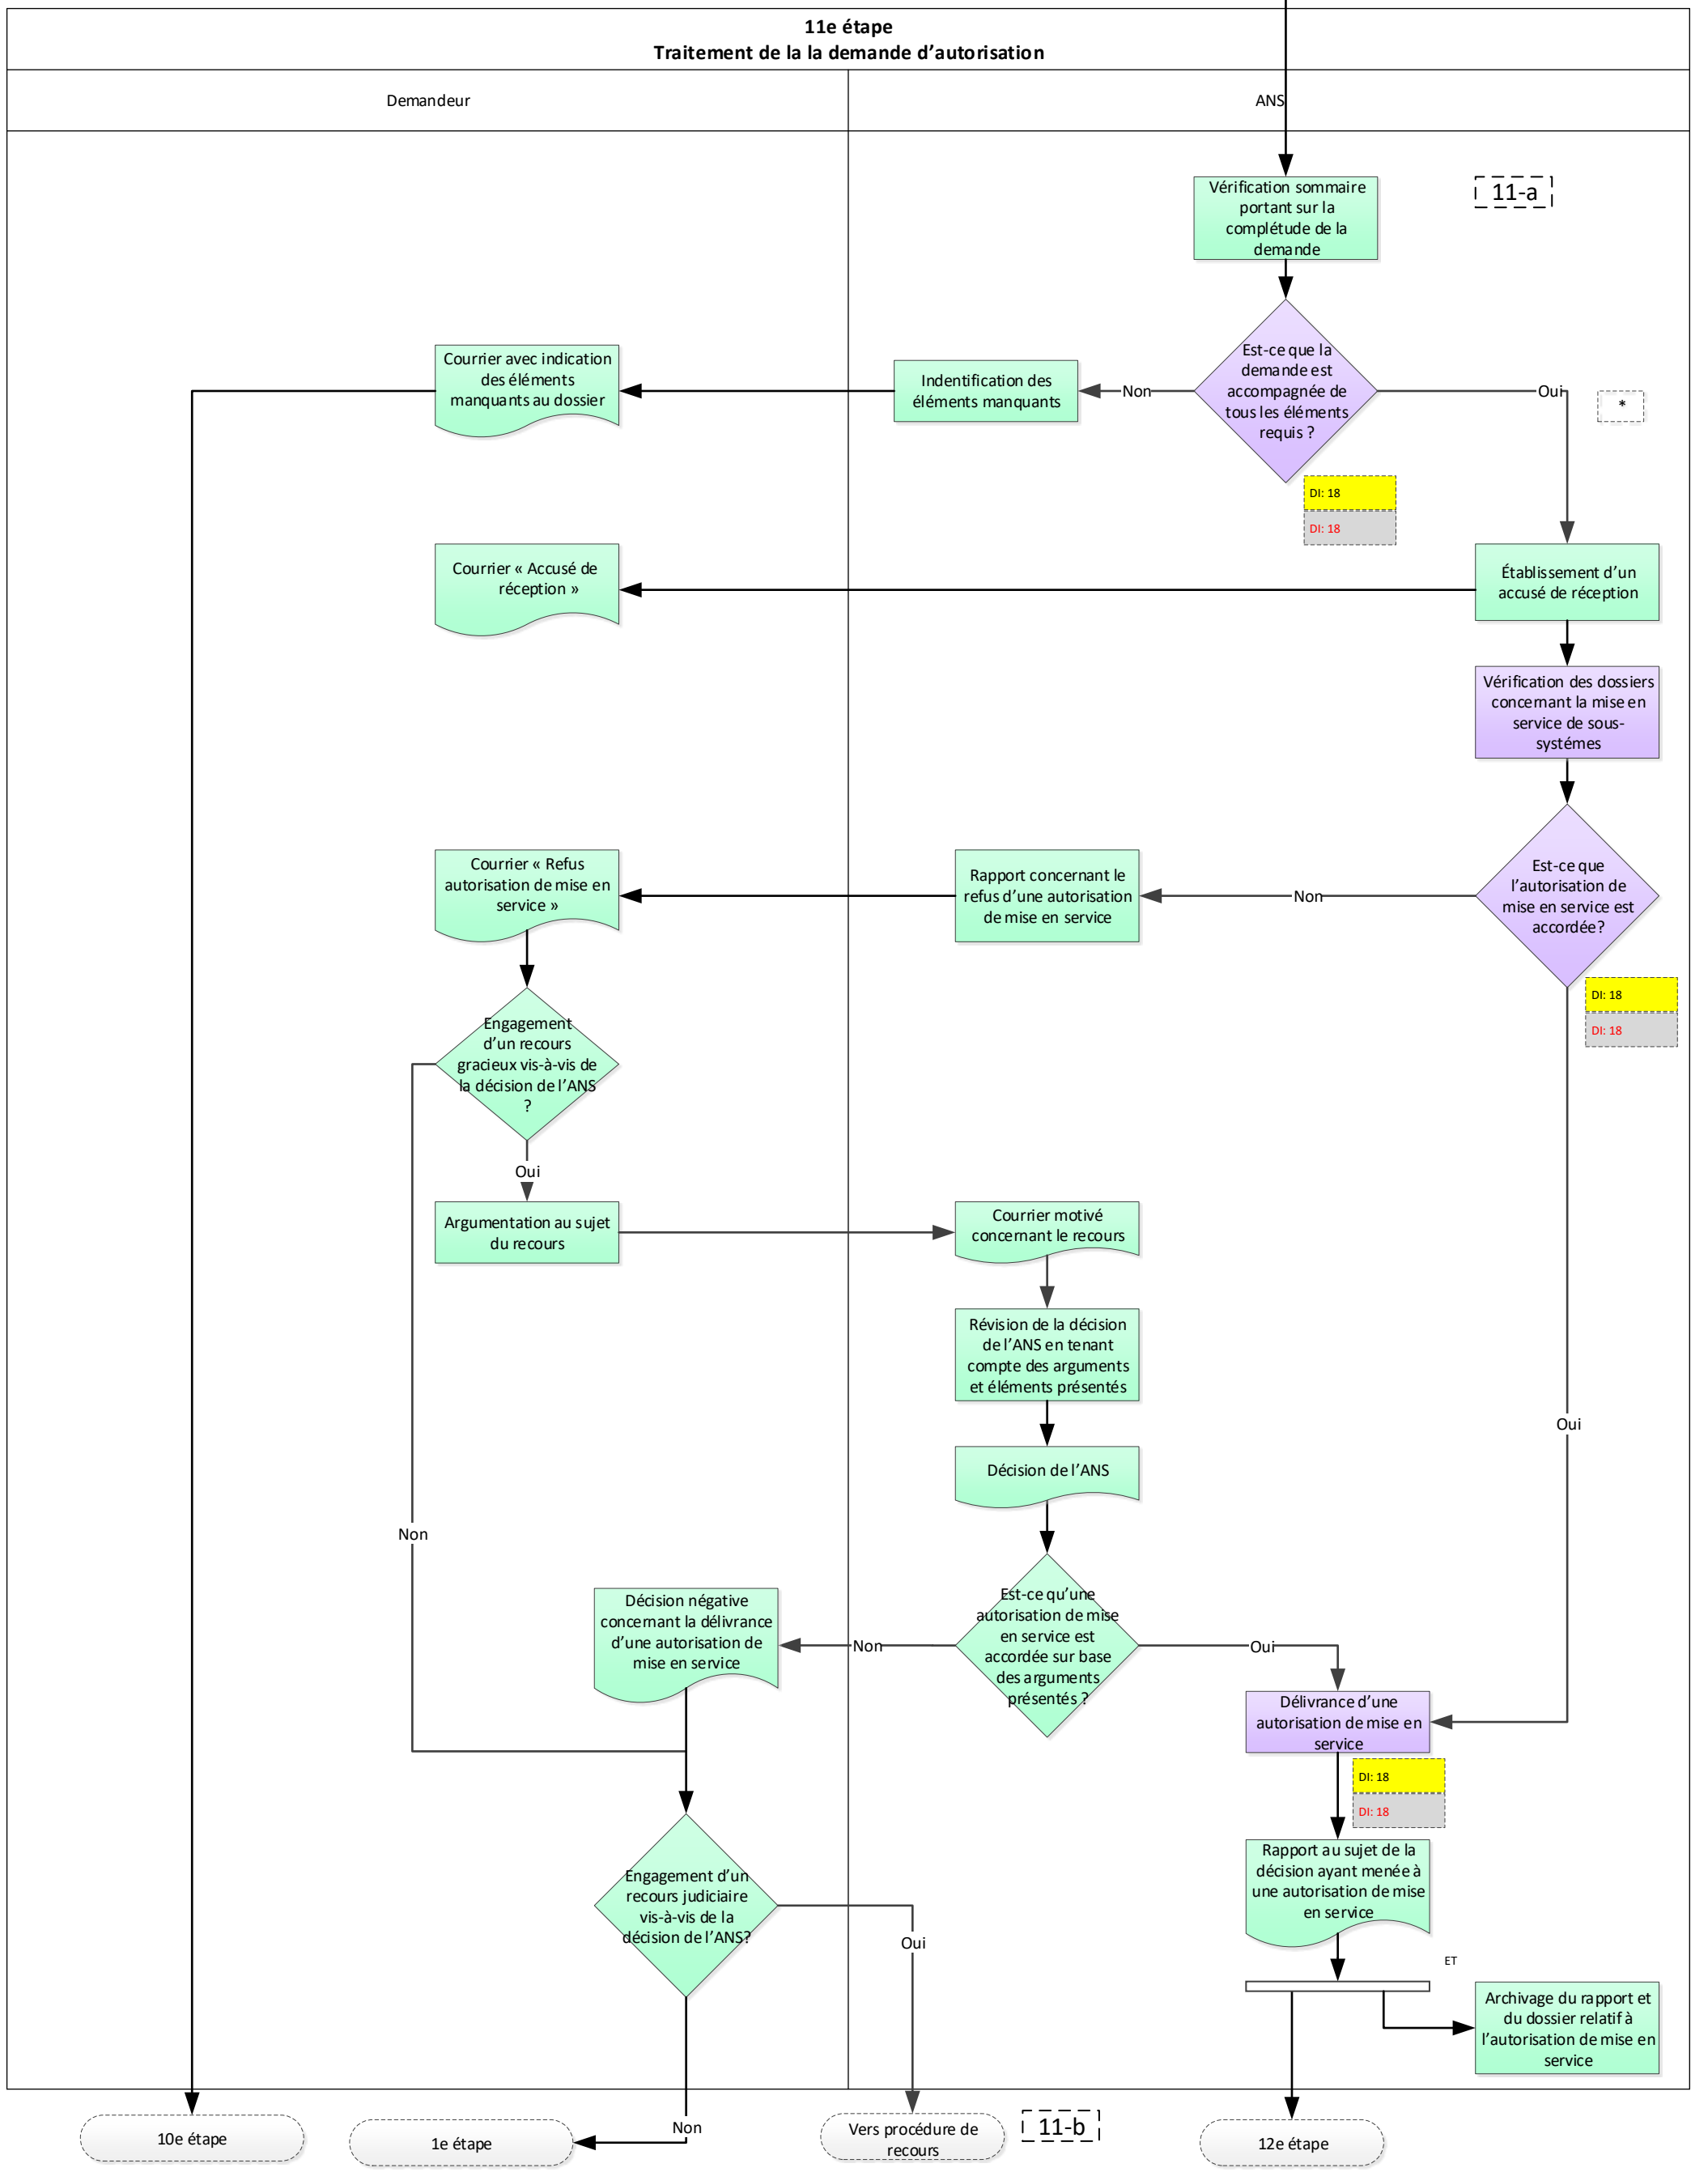 11e étape
Traitement de la la demande d’autorisation
Demandeur
ANS
Vérification sommaire
portant sur la
complétude de la
demande
11-a
Est-ce que la
demande est
accompagnée de
tous les éléments
requis ?
Non
Oui
*
Indentification des
éléments manquants
Courrier avec indication
des éléments
manquants au dossier
DI: 18
DI: 18
Établissement d’un
accusé de réception
Courrier « Accusé de
réception »
Vérification des dossiers
concernant la mise en
service de sous-
systémes
Est-ce que
l’autorisation de
mise en service est
accordée?
Non
Rapport concernant le
refus d’une autorisation
de mise en service
Courrier « Refus
autorisation de mise en
service »
DI: 18
DI: 18
Engagement
d’un recours
gracieux vis-à-vis de
la décision de l’ANS
?
Oui
Argumentation au sujet
du recours
Courrier motivé
concernant le recours
Révision de la décision
de l’ANS en tenant
compte des arguments
et éléments présentés
Oui
Décision de l’ANS
Non
Est-ce qu’une
autorisation de mise
en service est
accordée sur base
des arguments
présentés ?
Non
Oui
Décision négative
concernant la délivrance
d’une autorisation de
mise en service
Délivrance d’une
autorisation de mise en
service
DI: 18
DI: 18
Rapport au sujet de la
décision ayant menée à
une autorisation de mise
en service
Engagement d’un
recours judiciaire
vis-à-vis de la
décision de l’ANS?
Oui
ET
Archivage du rapport et
du dossier relatif à
l’autorisation de mise en
service
Non
10e étape
1e étape
Vers procédure de
recours
11-b
12e étape